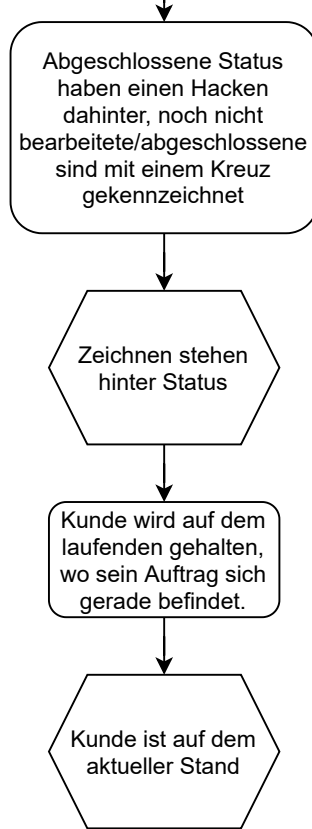 Abgeschlossene Status
haben einen Hacken
dahinter, noch nicht
bearbeitete/abgeschlossene
sind mit einem Kreuz
gekennzeichnet
Zeichnen stehen
hinter Status
Kunde wird auf dem
laufenden gehalten,
wo sein Auftrag sich
gerade befindet.
Kunde ist auf dem
aktueller Stand